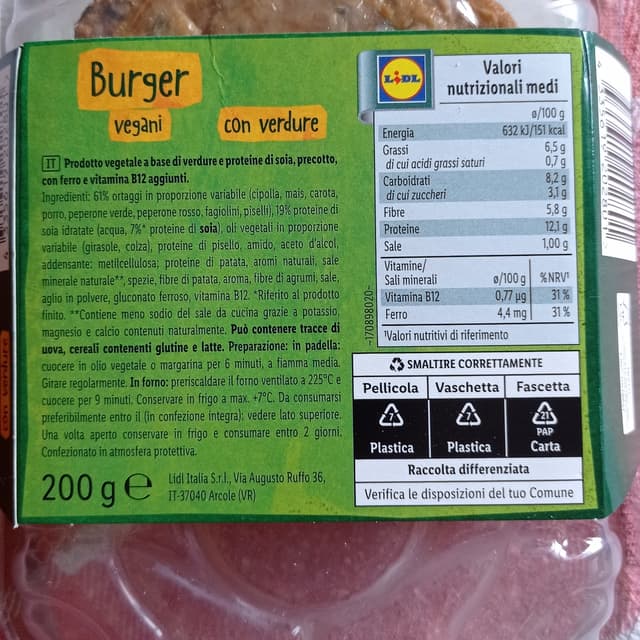 Burger
vegani
con verdure
IT Prodotto vegetale a base di verdure e proteine di soia, precotto,
con ferro e vitamina B12 aggiunti.
Ingredienti: 61% ortaggi in proporzione variabile (cipolla, mais, carota,
porro, peperone verde, peperone rosso, fagiolini, piselli), 19% proteine di
soia idratate (acqua, 7%* proteine di soia), oli vegetali in proporzione
variabile (girasole, colza), proteine di pisello, amido, aceto d'alcol,
addensante: metilcellulosa; proteine di patata, aromi naturali, sale
minerale naturale**, spezie, fibre di patata, aroma, fibre di agrumi, sale,
aglio in polvere, gluconato ferroso, vitamina B12. *Riferito al prodotto
finito. **Contiene meno sodio del sale da cucina grazie a potassio,
magnesio e calcio contenuti naturalmente. Può contenere tracce di
uova, cereali contenenti glutine e latte. Preparazione: in padella:
cuocere in olio vegetale o margarina per 6 minuti, a fiamma media.
Girare regolarmente. In forno: preriscaldare il forno ventilato a 225°C e
cuocere per 9 minuti. Conservare in frigo a max. +7°C. Da consumarsi
preferibilmente entro il (in confezione integra): vedere lato superiore.
Una volta aperto conservare in frigo e consumare entro 2 giorni.
Confezionato in atmosfera protettiva.
200 g e
Lidl Italia S.r.l., Via Augusto Ruffo 36,
IT-37040 Arcole (VR)
LIDL
Valori
nutrizionali medi
ø/100 g
Energia 632 kJ/151 kcal
Grassi 6,5 g
di cui acidi grassi saturi 0,7 g
Carboidrati 8,2 g
di cui zuccheri 3,1 g
Fibre 5,8 g
Proteine 12,1 g
Sale 1,00 g
Vitamine/
Sali minerali ø/100 g %NRV¹
Vitamina B12 0,77 µg 31 %
Ferro 4,4 mg 31 %
¹Valori nutritivi di riferimento
-170898020-
SMALTIRE CORRETTAMENTE
Pellicola Vaschetta Fascetta
7 7 21
PAP
Plastica Plastica Carta
Raccolta differenziata
Verifica le disposizioni del tuo Comune
con verdure